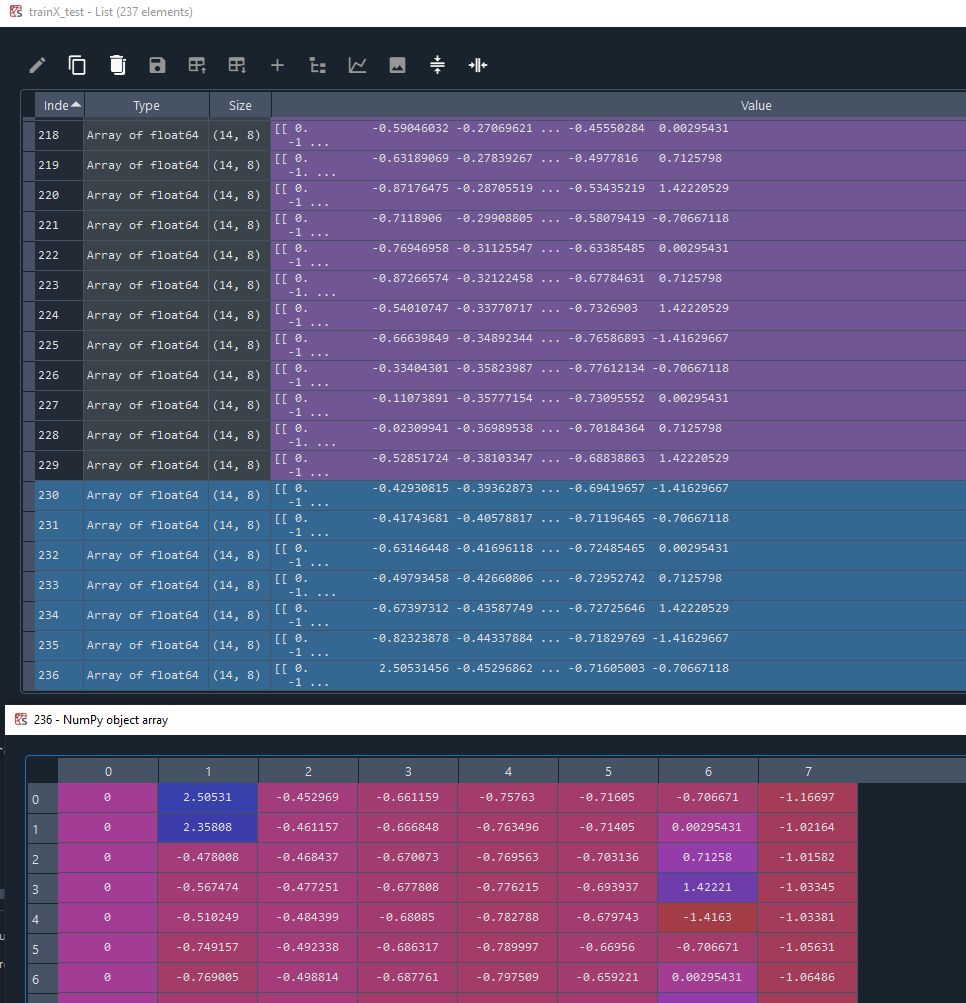 trainX_test - List (237 elements)
Inde Type Size Value
218 Array of float64 (14, 8) [[ 0. -0.59046032 -0.27069621 ... -0.45550284 0.00295431
-1 ...
219 Array of float64 (14, 8) [[ 0. -0.63189069 -0.27839267 ... -0.4977816 0.7125798
-1. ...
220 Array of float64 (14, 8) [[ 0. -0.87176475 -0.28705519 ... -0.53435219 1.42220529
-1 ...
221 Array of float64 (14, 8) [[ 0. -0.7118906 -0.29908805 ... -0.58079419 -0.70667118
-1 ...
222 Array of float64 (14, 8) [[ 0. -0.76946958 -0.31125547 ... -0.63385485 0.00295431
-1 ...
223 Array of float64 (14, 8) [[ 0. -0.87266574 -0.32122458 ... -0.67784631 0.7125798
-1. ...
224 Array of float64 (14, 8) [[ 0. -0.54010747 -0.33770717 ... -0.7326903 1.42220529
-1 ...
225 Array of float64 (14, 8) [[ 0. -0.66639849 -0.34892344 ... -0.76586893 -1.41629667
-1 ...
226 Array of float64 (14, 8) [[ 0. -0.33404301 -0.35823987 ... -0.77612134 -0.70667118
-1 ...
227 Array of float64 (14, 8) [[ 0. -0.11073891 -0.35777154 ... -0.73095552 0.00295431
-1 ...
228 Array of float64 (14, 8) [[ 0. -0.02309941 -0.36989538 ... -0.70184364 0.7125798
-1. ...
229 Array of float64 (14, 8) [[ 0. -0.52851724 -0.38103347 ... -0.68838863 1.42220529
-1 ...
230 Array of float64 (14, 8) [[ 0. -0.42930815 -0.39362873 ... -0.69419657 -1.41629667
-1 ...
231 Array of float64 (14, 8) [[ 0. -0.41743681 -0.40578817 ... -0.71196465 -0.70667118
-1 ...
232 Array of float64 (14, 8) [[ 0. -0.63146448 -0.41696118 ... -0.72485465 0.00295431
-1 ...
233 Array of float64 (14, 8) [[ 0. -0.49793458 -0.42660806 ... -0.72952742 0.7125798
-1. ...
234 Array of float64 (14, 8) [[ 0. -0.67397312 -0.43587749 ... -0.72725646 1.42220529
-1 ...
235 Array of float64 (14, 8) [[ 0. -0.82323878 -0.44337884 ... -0.71829769 -1.41629667
-1 ...
236 Array of float64 (14, 8) [[ 0. 2.50531456 -0.45296862 ... -0.71605003 -0.70667118
-1 ...
236 - NumPy object array
0 1 2 3 4 5 6 7
0 0 2.50531 -0.452969 -0.661159 -0.75763 -0.71605 -0.706671 -1.16697
1 0 2.35808 -0.461157 -0.666848 -0.763496 -0.71405 0.00295431 -1.02164
2 0 -0.478008 -0.468437 -0.670073 -0.769563 -0.703136 0.71258 -1.01582
3 0 -0.567474 -0.477251 -0.677808 -0.776215 -0.693937 1.42221 -1.03345
4 0 -0.510249 -0.484399 -0.68085 -0.782788 -0.679743 -1.4163 -1.03381
5 0 -0.749157 -0.492338 -0.686317 -0.789997 -0.66956 -0.706671 -1.05631
6 0 -0.769005 -0.498814 -0.687761 -0.797509 -0.659221 0.00295431 -1.06486